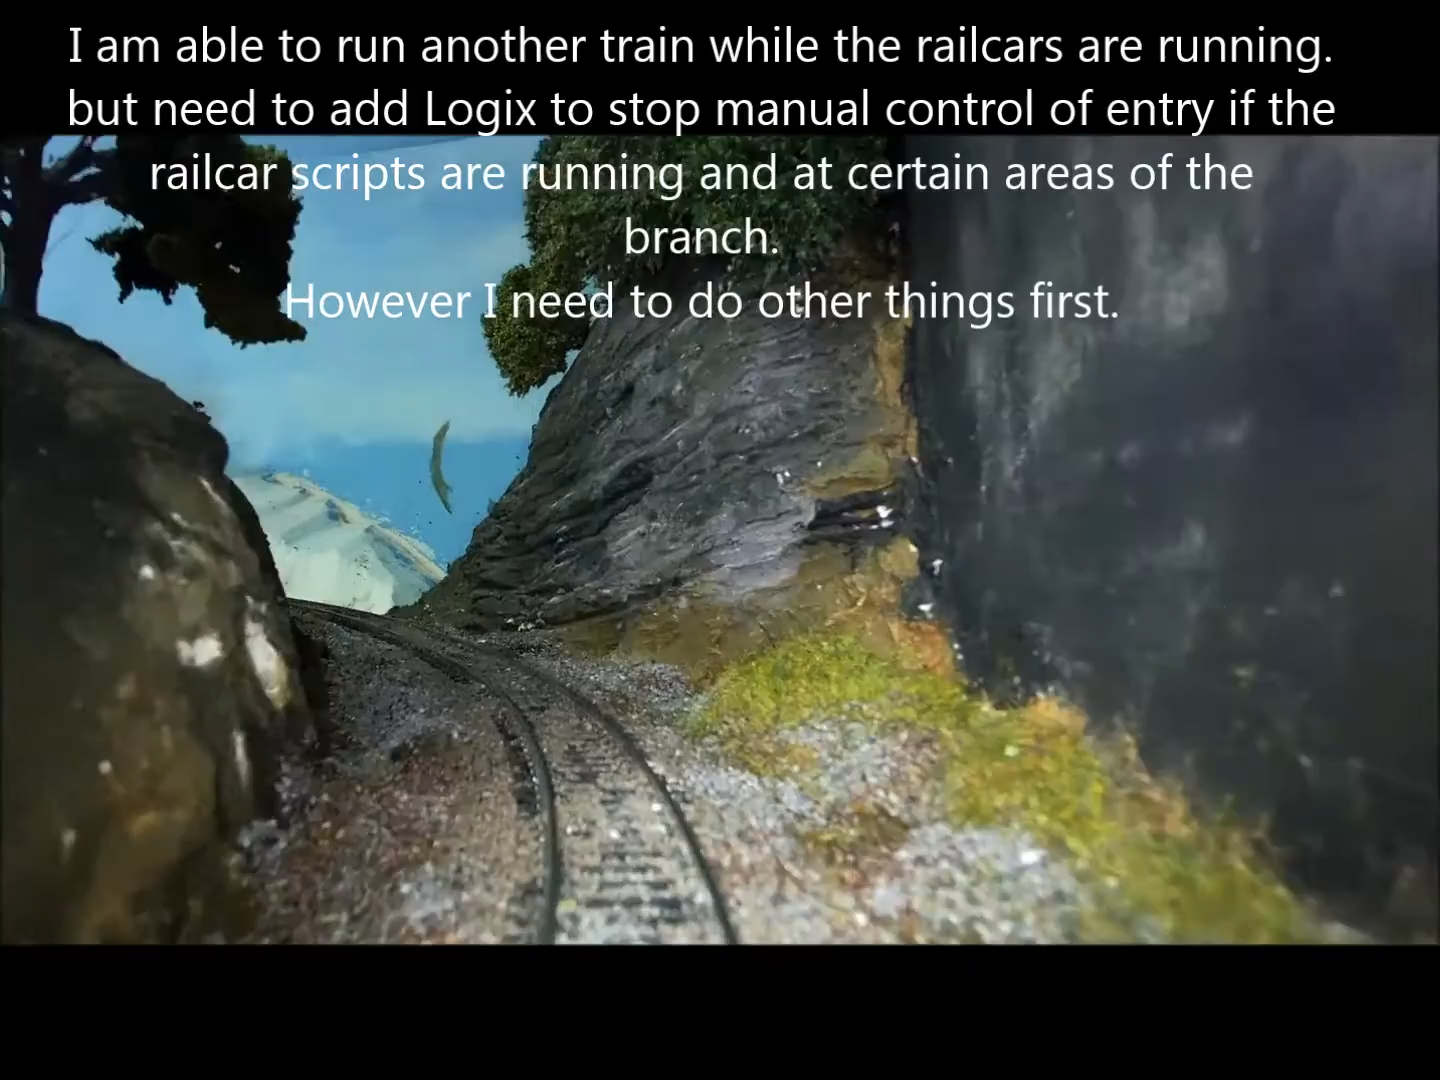 I am able to run another train while the railcars are running.
but need to add Logix to stop manual control of entry if the
railcar scripts are running and at certain areas of the
branch.
However I need to do other things first.